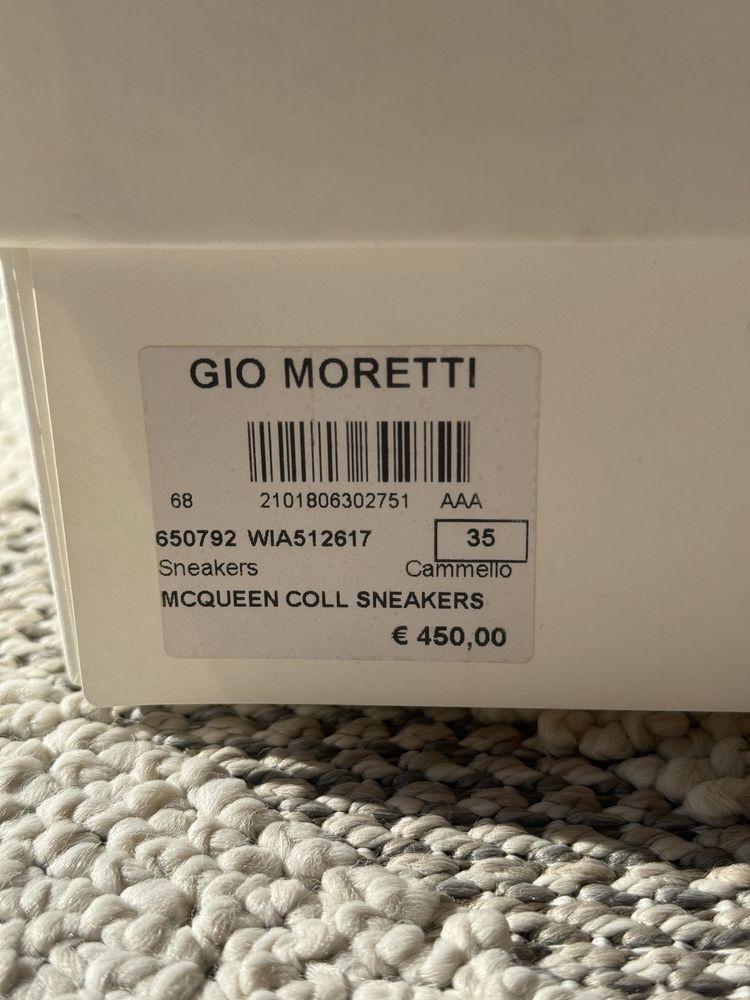 GIO MORETTI
68 2101806302751 AAA
650792 WIA512617 35
Sneakers Cammello
MCQUEEN COLL SNEAKERS
€ 450,00